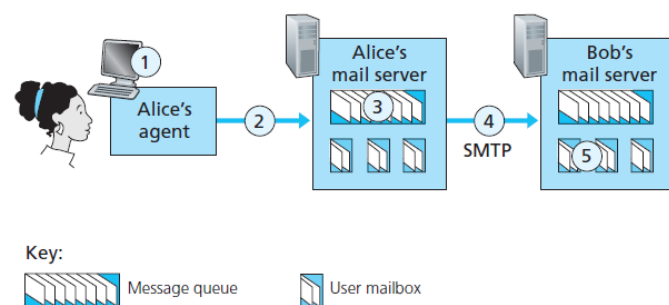 1
Alice's
agent
2
Alice's
mail server
3
4
SMTP
Bob's
mail server
5
Key:
Message queue
User mailbox